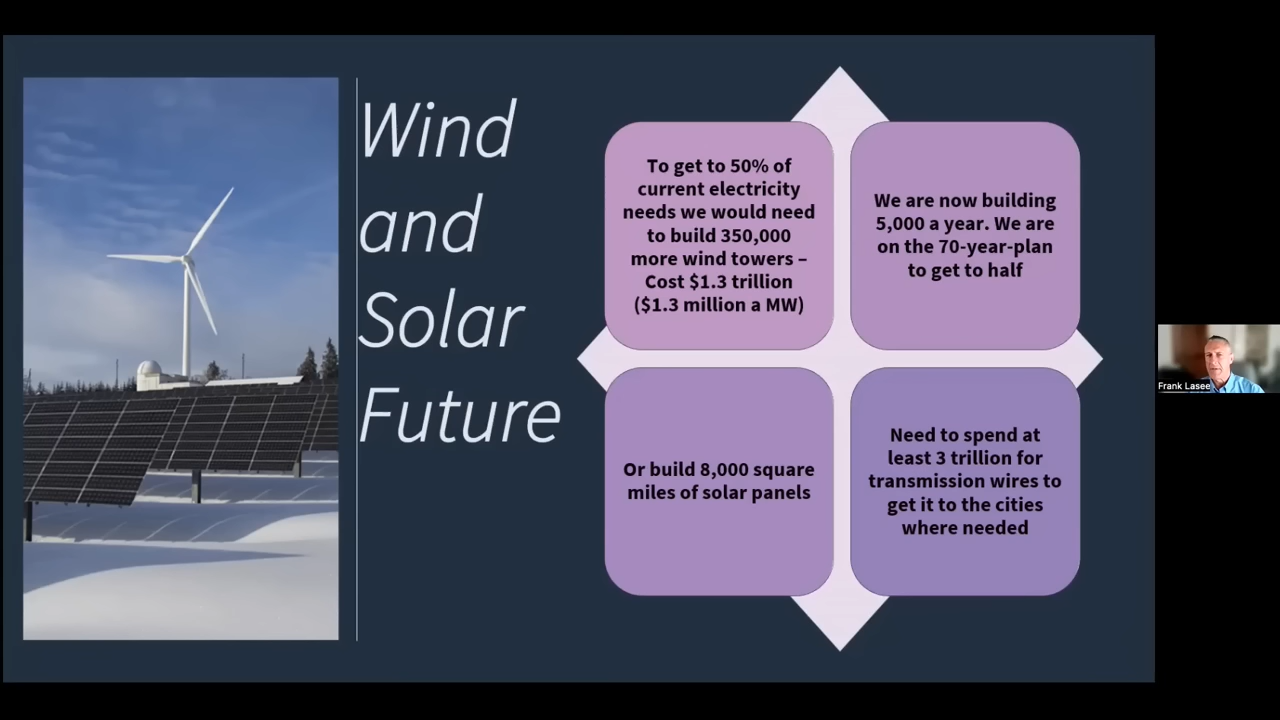 Wind
and
Solar
Future
To get to 50% of
current electricity
needs we would need
to build 350,000
more wind towers –
Cost $1.3 trillion
($1.3 million a MW)
We are now building
5,000 a year. We are
on the 70-year-plan
to get to half
Or build 8,000 square
miles of solar panels
Need to spend at
least 3 trillion for
transmission wires to
get it to the cities
where needed
Frank Lasee